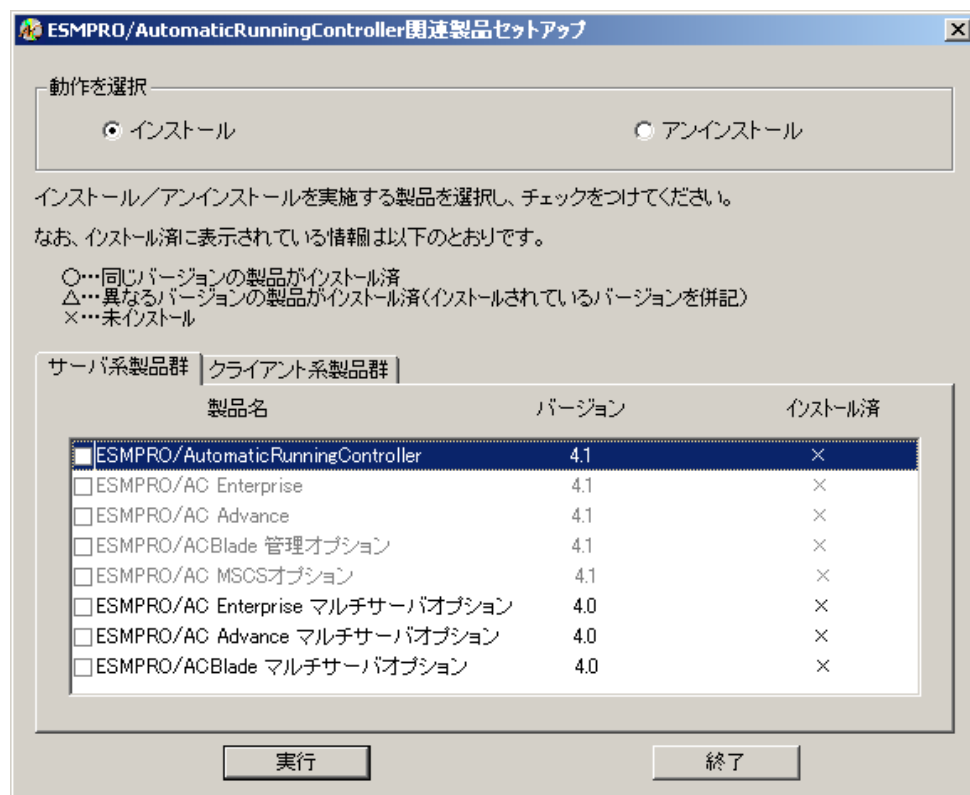 ESMPRO/AutomaticRunningController関連製品セットアップ
動作を選択
インストール アンインストール
インストール／アンインストールを実施する製品を選択し、チェックをつけてください。
なお、インストール済に表示されている情報は以下のとおりです。
○…同じバージョンの製品がインストール済
△…異なるバージョンの製品がインストール済(インストールされているバージョンを併記)
×…未インストール
サーバ系製品群 クライアント系製品群
製品名 バージョン インストール済
ESMPRO/AutomaticRunningController 4.1 ×
ESMPRO/AC Enterprise 4.1 ×
ESMPRO/AC Advance 4.1 ×
ESMPRO/ACBlade 管理オプション 4.1 ×
ESMPRO/AC MSCSオプション 4.1 ×
ESMPRO/AC Enterprise マルチサーバオプション 4.0 ×
ESMPRO/AC Advance マルチサーバオプション 4.0 ×
ESMPRO/ACBlade マルチサーバオプション 4.0 ×
実行 終了